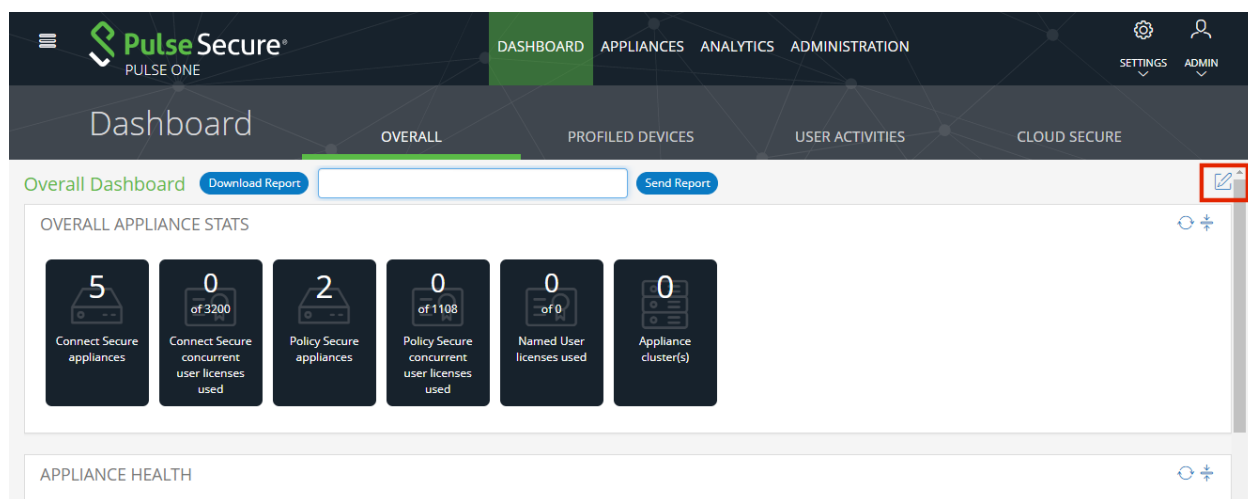 Pulse Secure®
PULSE ONE
DASHBOARD APPLIANCES ANALYTICS ADMINISTRATION
SETTINGS
ADMIN
Dashboard
OVERALL
PROFILED DEVICES
USER ACTIVITIES
CLOUD SECURE
Overall Dashboard
Download Report
Send Report
OVERALL APPLIANCE STATS
5
Connect Secure
appliances
0
of 3200
Connect Secure
concurrent
user licenses
used
2
Policy Secure
appliances
0
of 1108
Policy Secure
concurrent
user licenses
used
0
of 0
Named User
licenses used
0
Appliance
cluster(s)
APPLIANCE HEALTH